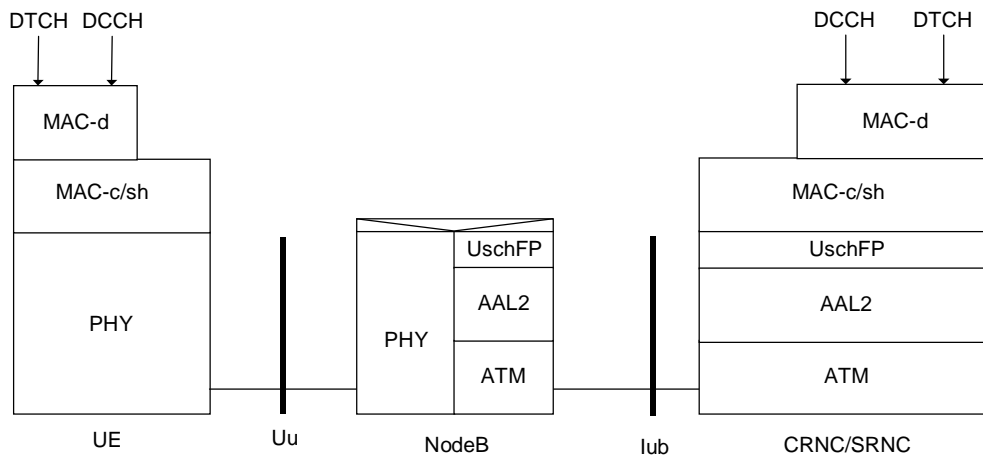 DTCH DCCH
DCCH DTCH
MAC-d
MAC-d
MAC-c/sh
MAC-c/sh
UschFP
UschFP
PHY
PHY
AAL2
AAL2
ATM
ATM
UE
Uu
NodeB
Iub
CRNC/SRNC